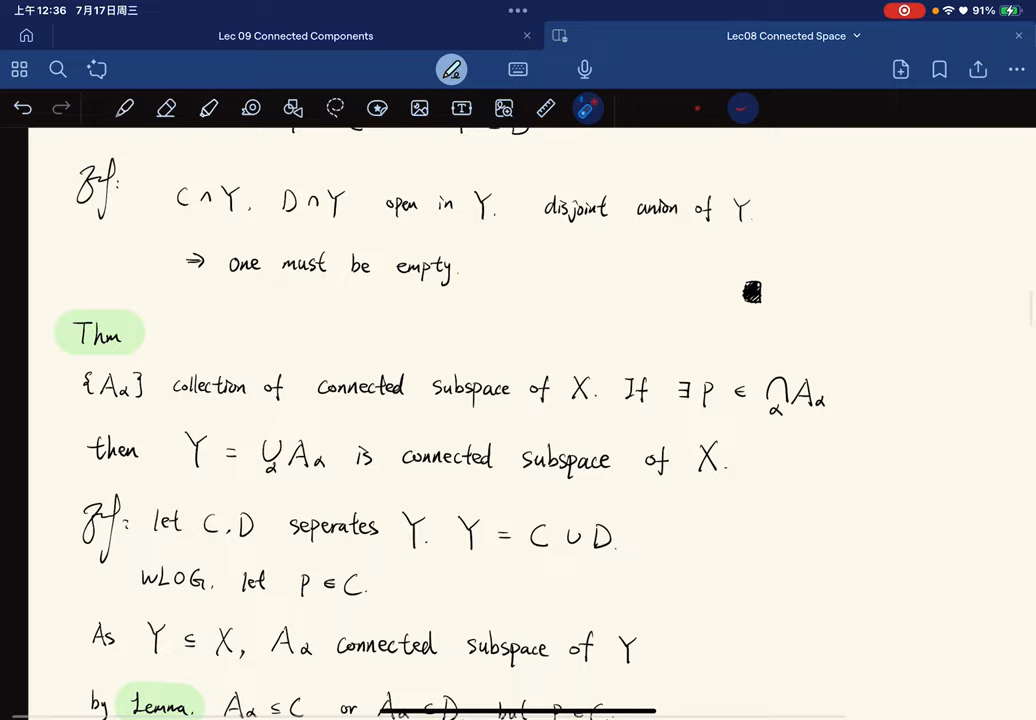 上午12:36 7月17日周三
91%
Lec 09 Connected Components
Lec08 Connected Space
Pf:
C ∩ Y. D ∩ Y open in Y. disjoint union of Y.
⇒ one must be empty.
Thm
{Aα} collection of connected subspace of X. If ∃ p ∈ ⋂α Aα
then Y = ⋃α Aα is connected subspace of X.
Pf: let C, D seperates Y. Y = C ∪ D.
WLOG, let p ∈ C.
As Y ⊆ X, Aα connected subspace of Y
by Lemma. Aα ⊆ C or Aα ⊆ D, but p ∈ C.